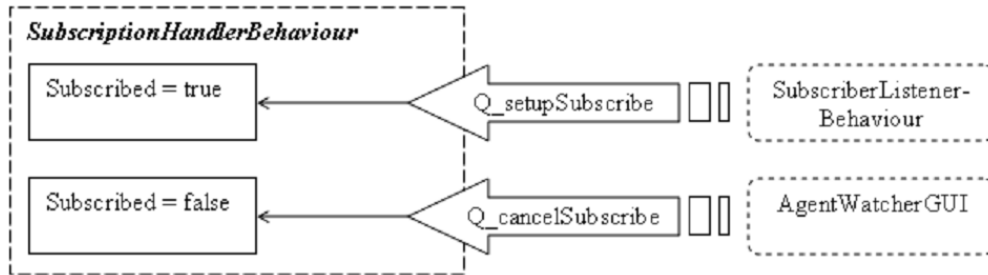 SubscriptionHandlerBehaviour
Subscribed = true
Q_setupSubscribe
SubscriberListener-
Behaviour
Subscribed = false
Q_cancelSubscribe
AgentWatcherGUI